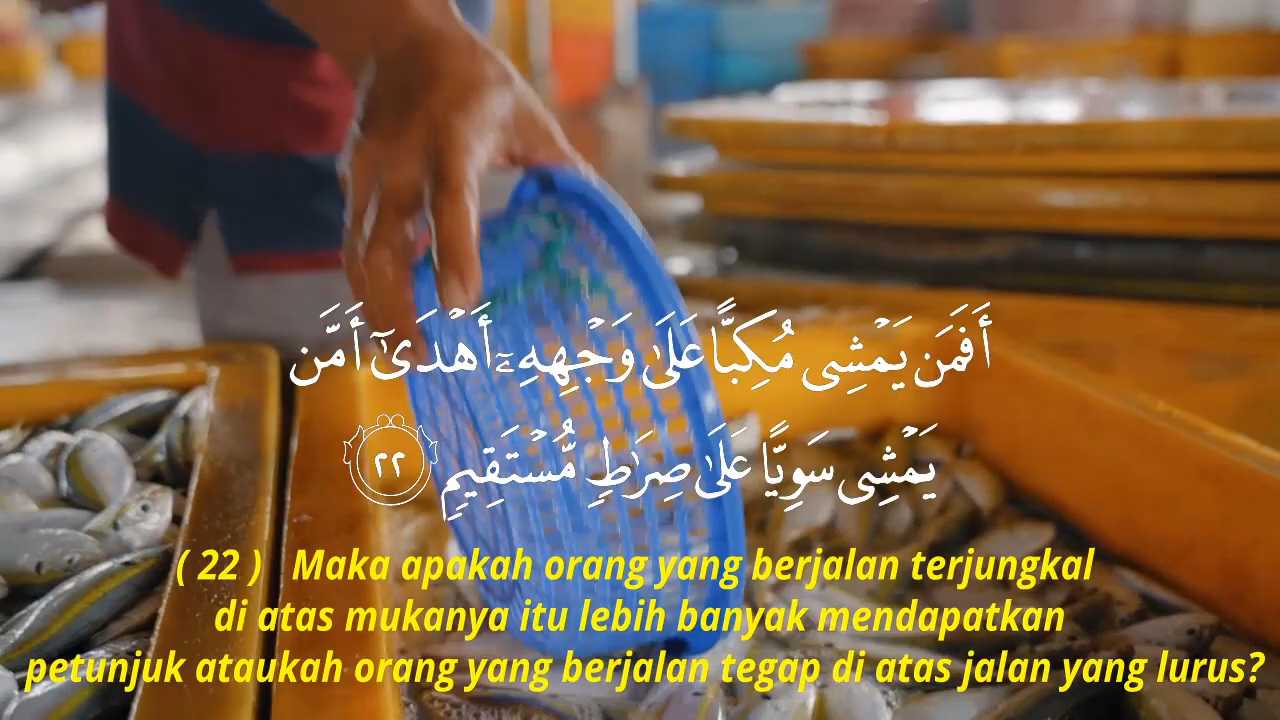 أَفَمَن يَمْشِى مُكِبًّا عَلَىٰ وَجْهِهِۦٓ أَهْدَىٰٓ أَمَّن
يَمْشِى سَوِيًّا عَلَىٰ صِرَٰطٍ مُّسْتَقِيمٍ ٢٢
( 22 ) Maka apakah orang yang berjalan terjungkal
di atas mukanya itu lebih banyak mendapatkan
petunjuk ataukah orang yang berjalan tegap di atas jalan yang lurus?